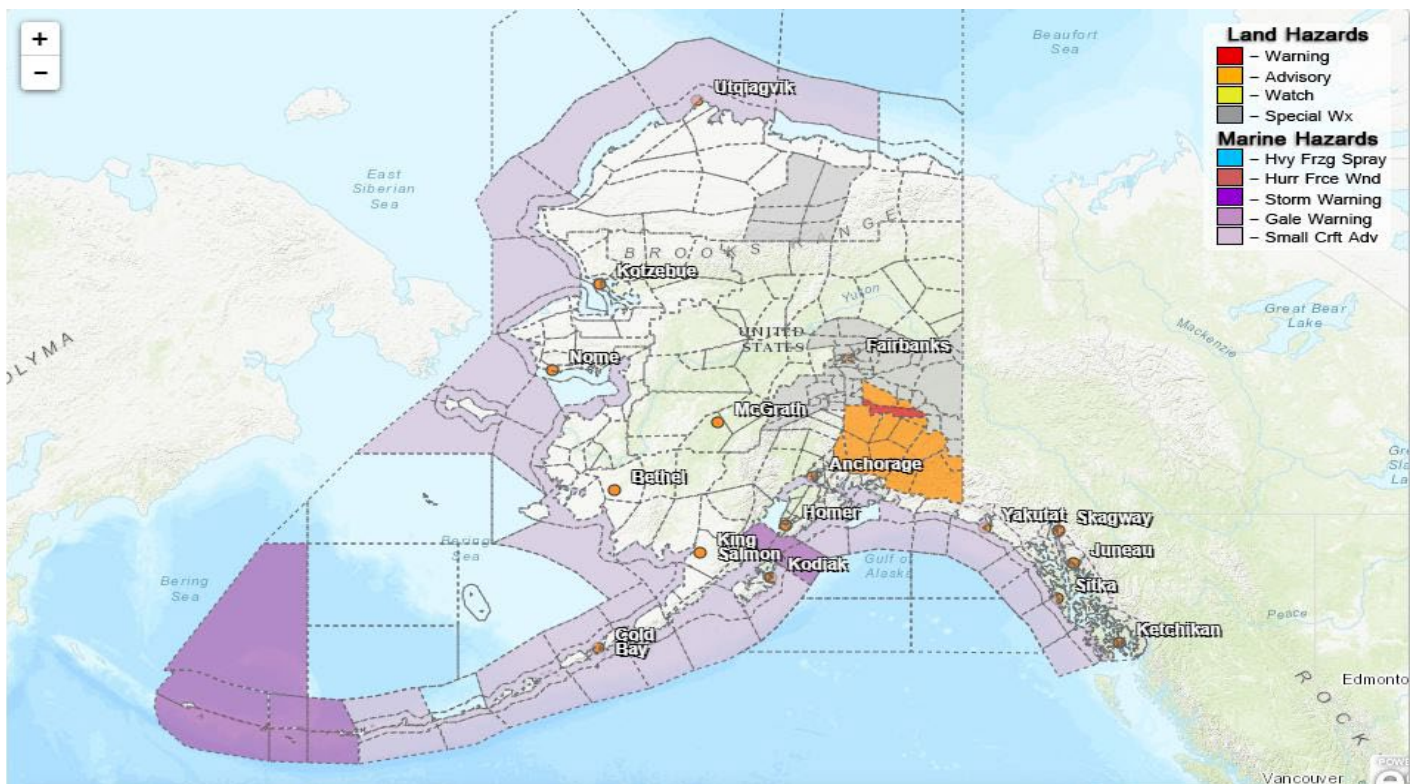 +
−
Land Hazards
– Warning
– Advisory
– Watch
– Special Wx
Marine Hazards
– Hvy Frzg Spray
– Hurr Frce Wnd
– Storm Warning
– Gale Warning
– Small Crft Adv
Beaufort
Sea
Utqiagvik
East
Siberian
Sea
BROOKS RANGE
Kotzebue
Yukon
UNITED
STATES
Fairbanks
Great Bear
Lake
Mackenzie
OLYMA
Nome
McGrath
Anchorage
Bethel
Homer
Yakutat
Skagway
King
Salmon
Kodiak
Juneau
Gulf of
Alaska
Sitka
Bering
Sea
Bering
Sea
Peace
Cold
Bay
Ketchikan
Edmonto
ROCK
Vancouver